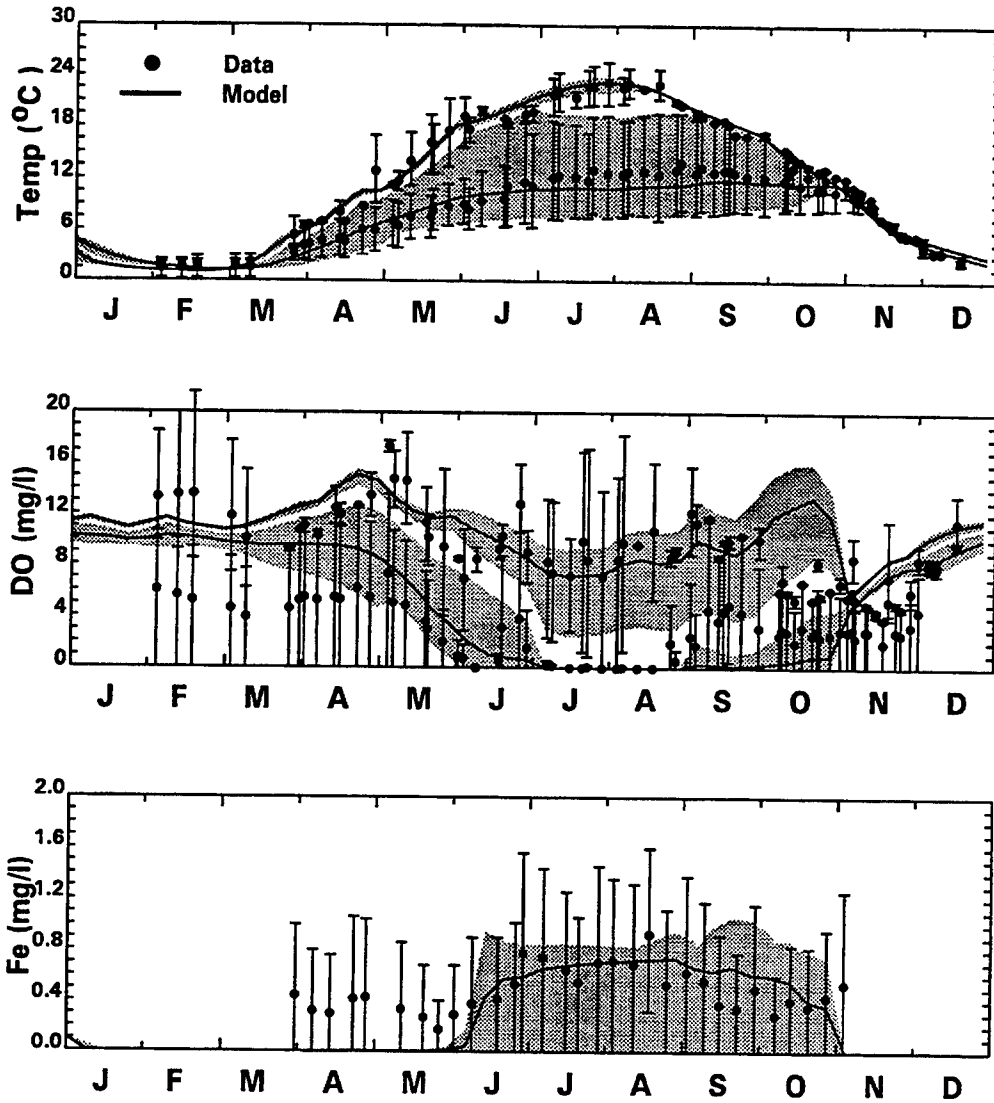 30
24
18
12
6
0
Temp (°C)
Data
Model
J F M A M J J A S O N D
20
16
12
8
4
0
DO (mg/l)
J F M A M J J A S O N D
2.0
1.6
1.2
0.8
0.4
0.0
Fe (mg/l)
J F M A M J J A S O N D